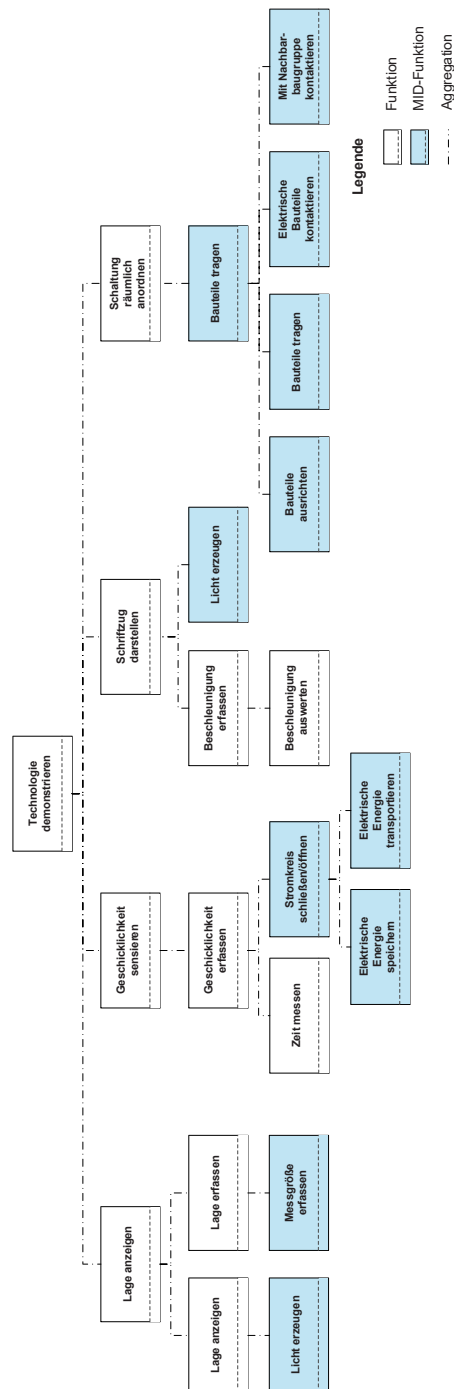 Technologie
demonstrieren
Lage anzeigen
Geschicklichkeit
sensieren
Schriftzug
darstellen
Schaltung
räumlich
anordnen
Lage anzeigen
Lage erfassen
Geschicklichkeit
erfassen
Beschleunigung
erfassen
Licht erzeugen
Bauteile tragen
Licht erzeugen
Messgröße
erfassen
Zeit messen
Stromkreis
schließen/öffnen
Beschleunigung
auswerten
Bauteile
ausrichten
Bauteile tragen
Elektrische
Bauteile
kontaktieren
Mit Nachbar-
baugruppe
kontaktieren
Elektrische
Energie
speichern
Elektrische
Energie
transportieren
Legende
Funktion
MID-Funktion
Aggregation